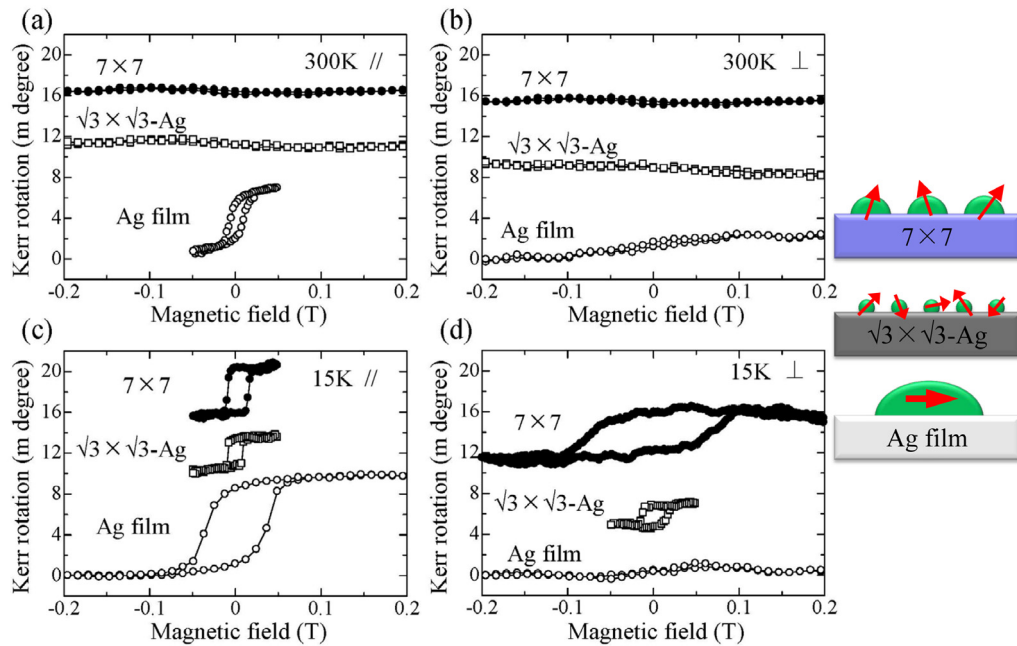 (a)
22
20
16
12
8
4
0
7×7
300K //
√3×√3-Ag
Ag film
-0.2
-0.1
0
0.1
0.2
Kerr rotation (m degree)
Magnetic field (T)
(b)
20
16
12
8
4
0
7×7
300K ⊥
√3×√3-Ag
Ag film
-0.2
-0.1
0
0.1
0.2
Kerr rotation (m degree)
Magnetic field (T)
(c)
20
16
12
8
4
0
7×7
15K //
√3×√3-Ag
Ag film
-0.2
-0.1
0
0.1
0.2
Kerr rotation (m degree)
Magnetic field (T)
(d)
20
16
12
8
4
0
15K ⊥
7×7
√3×√3-Ag
Ag film
-0.2
-0.1
0
0.1
0.2
Kerr rotation (m degree)
Magnetic field (T)
7×7
√3×√3-Ag
Ag film